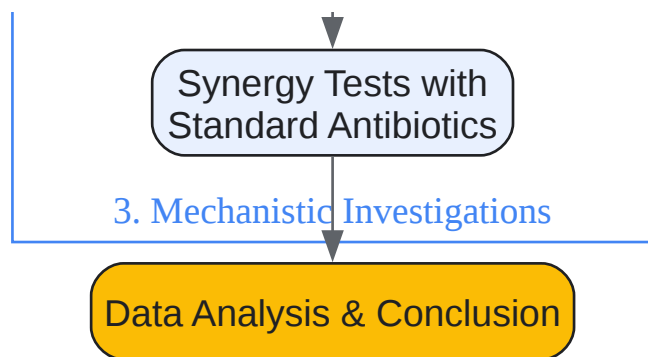 Synergy Tests with
Standard Antibiotics
3. Mechanistic Investigations
Data Analysis & Conclusion